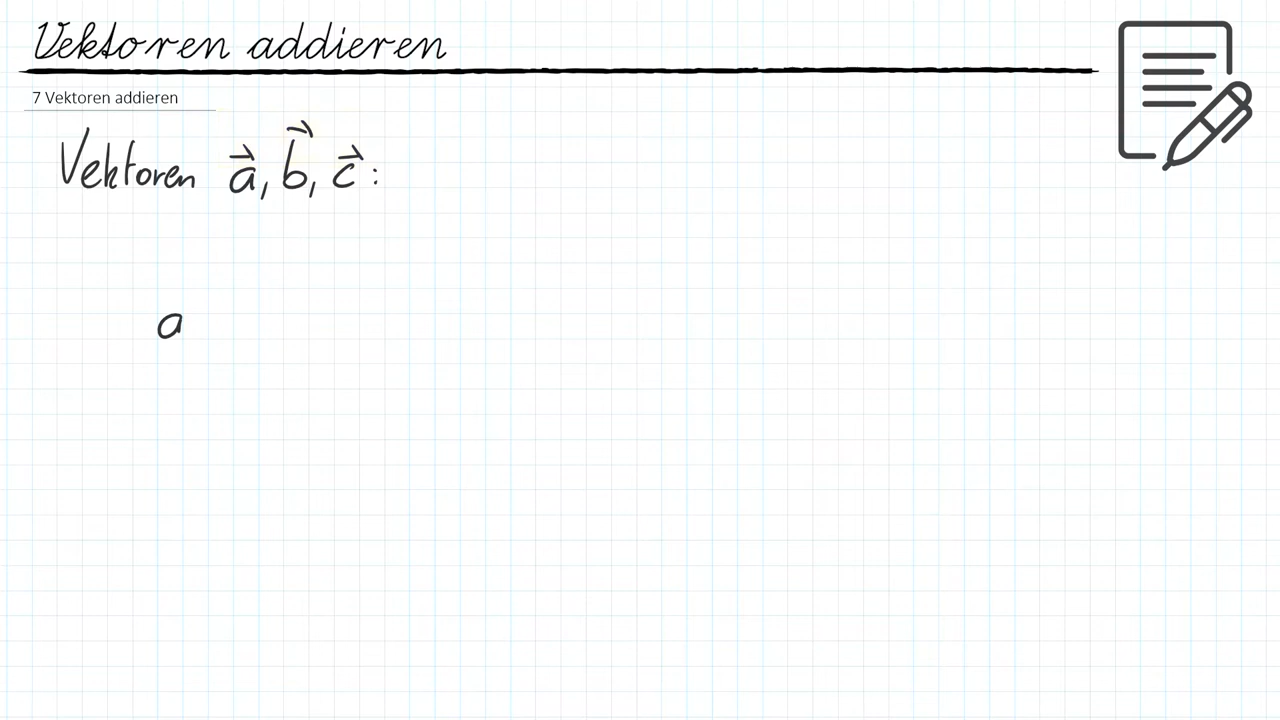 Vektoren addieren
7 Vektoren addieren
Vektoren a⃗, b⃗, c⃗ :
a